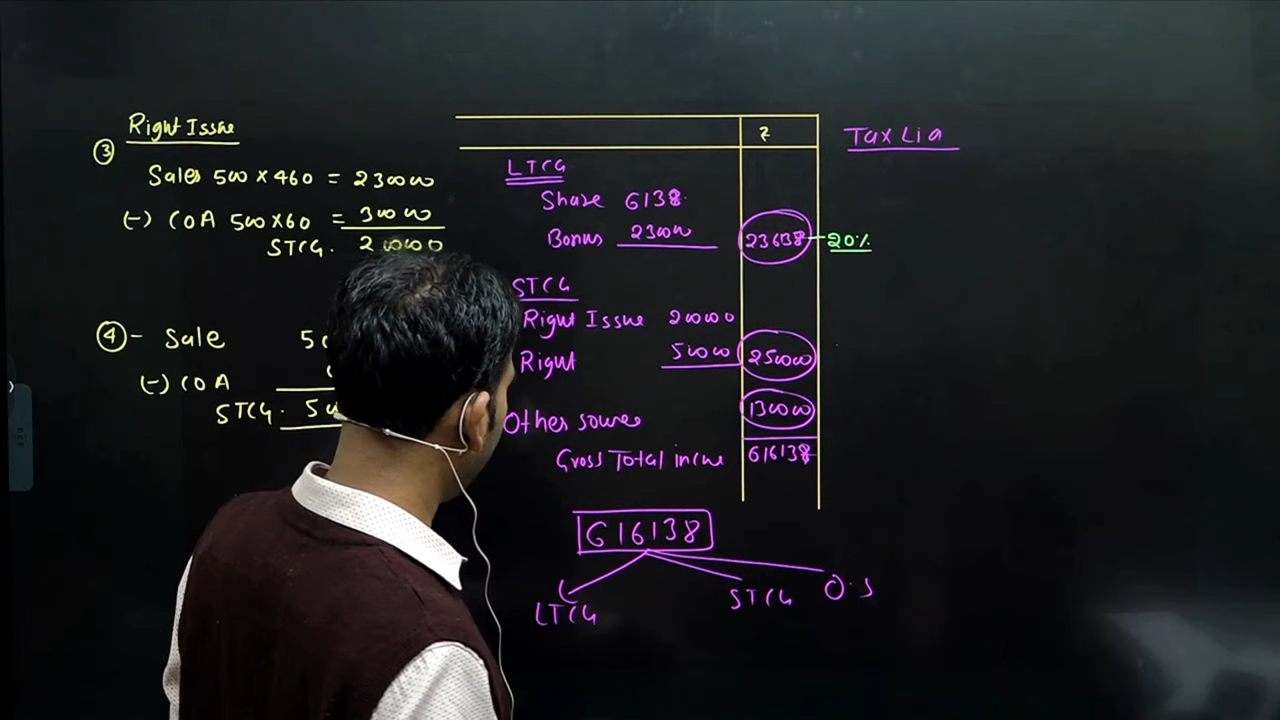 Right Issue
③
Sales 500 × 460 = 230000
(-) COA 500×60 = 30000
STCG. 200000
④ - Sale
(-) COA
STCG.
₹
LTCG
Share 6138
Bonus 230000
236138 - 20%
STCG
Right Issue 200000
Right 50000 250000
Other source 130000
Gross Total income 616138
616138
LTCG STCG O.S
Tax Lia